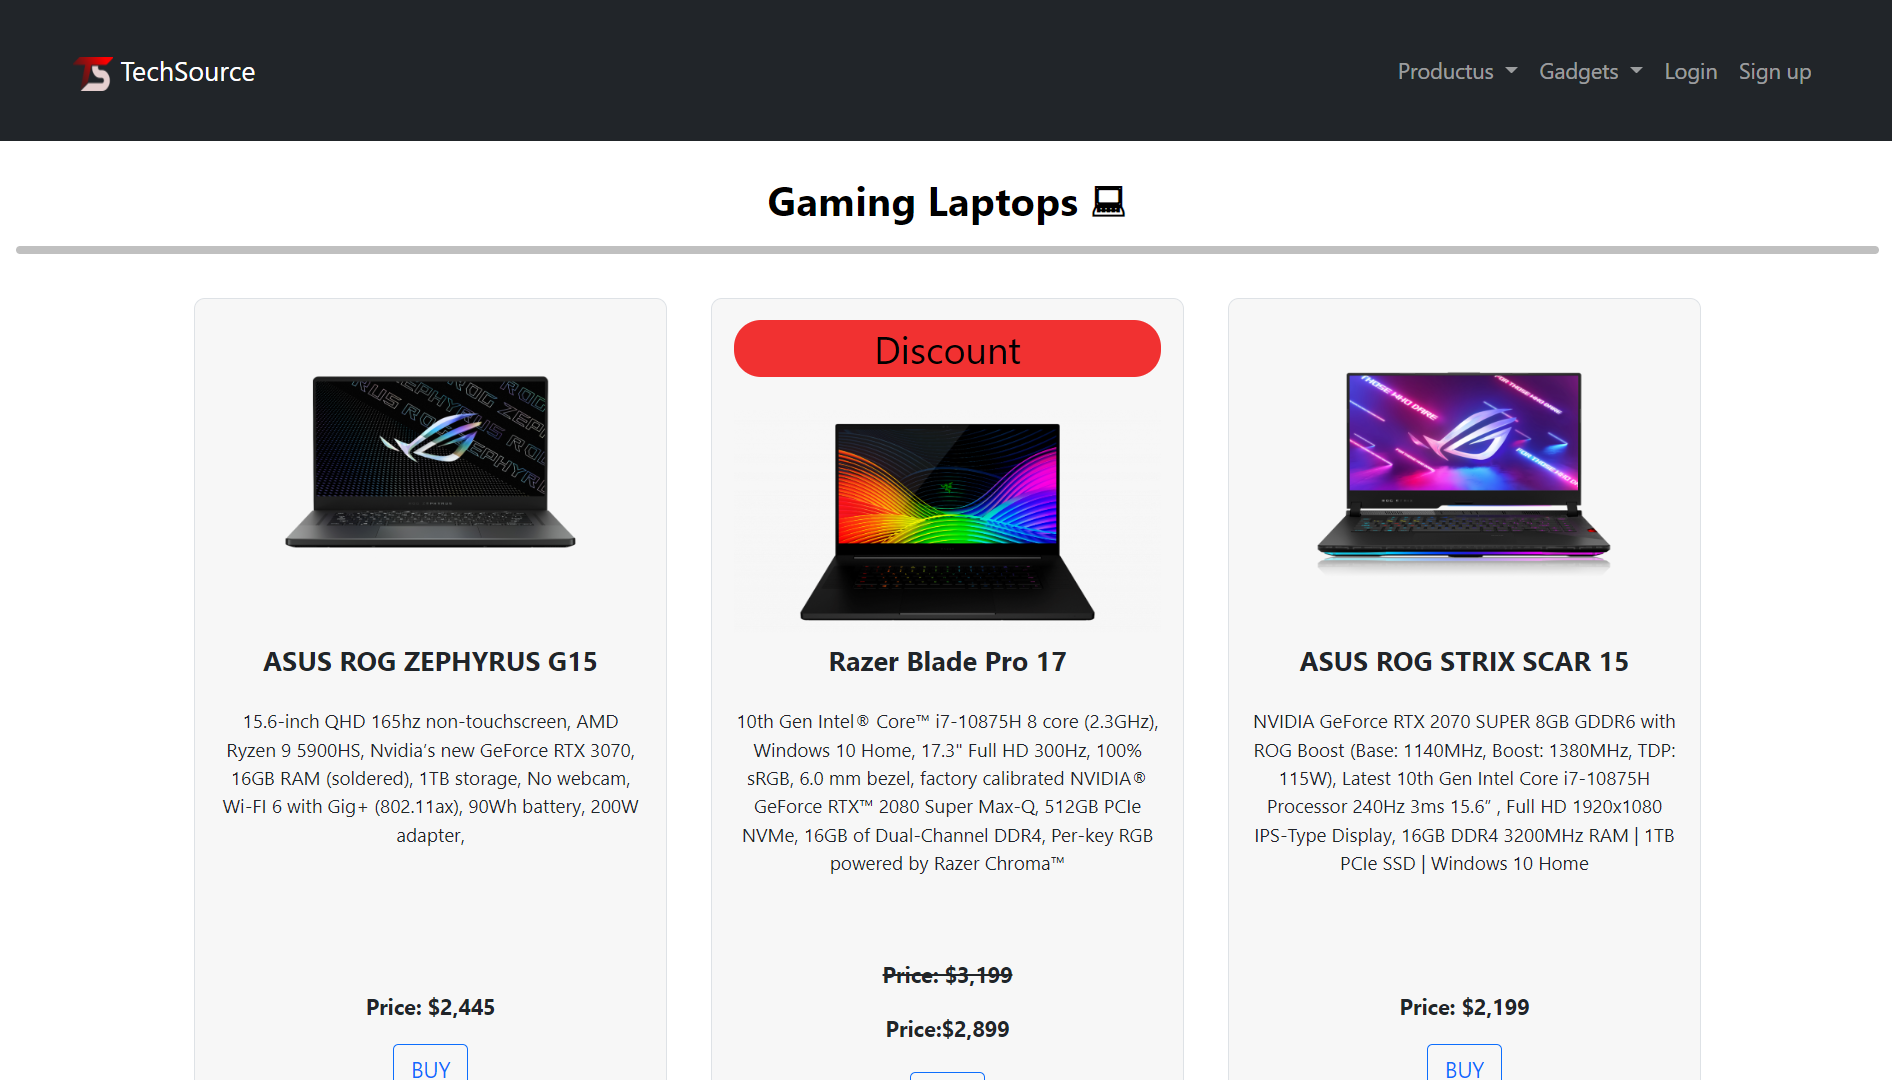 TechSource
Productus
Gadgets
Login
Sign up
Gaming Laptops
ASUS ROG ZEPHYRUS G15
15.6-inch QHD 165hz non-touchscreen, AMD
Ryzen 9 5900HS, Nvidia’s new GeForce RTX 3070,
16GB RAM (soldered), 1TB storage, No webcam,
Wi-FI 6 with Gig+ (802.11ax), 90Wh battery, 200W
adapter,
Price: $2,445
BUY
Discount
Razer Blade Pro 17
10th Gen Intel® Core™ i7-10875H 8 core (2.3GHz),
Windows 10 Home, 17.3" Full HD 300Hz, 100%
sRGB, 6.0 mm bezel, factory calibrated NVIDIA®
GeForce RTX™ 2080 Super Max-Q, 512GB PCIe
NVMe, 16GB of Dual-Channel DDR4, Per-key RGB
powered by Razer Chroma™
Price: $3,199
Price:$2,899
THOSE WHO DARE
FOR THOSE WHO DARE
ASUS ROG STRIX SCAR 15
NVIDIA GeForce RTX 2070 SUPER 8GB GDDR6 with
ROG Boost (Base: 1140MHz, Boost: 1380MHz, TDP:
115W), Latest 10th Gen Intel Core i7-10875H
Processor 240Hz 3ms 15.6” , Full HD 1920x1080
IPS-Type Display, 16GB DDR4 3200MHz RAM | 1TB
PCIe SSD | Windows 10 Home
Price: $2,199
BUY